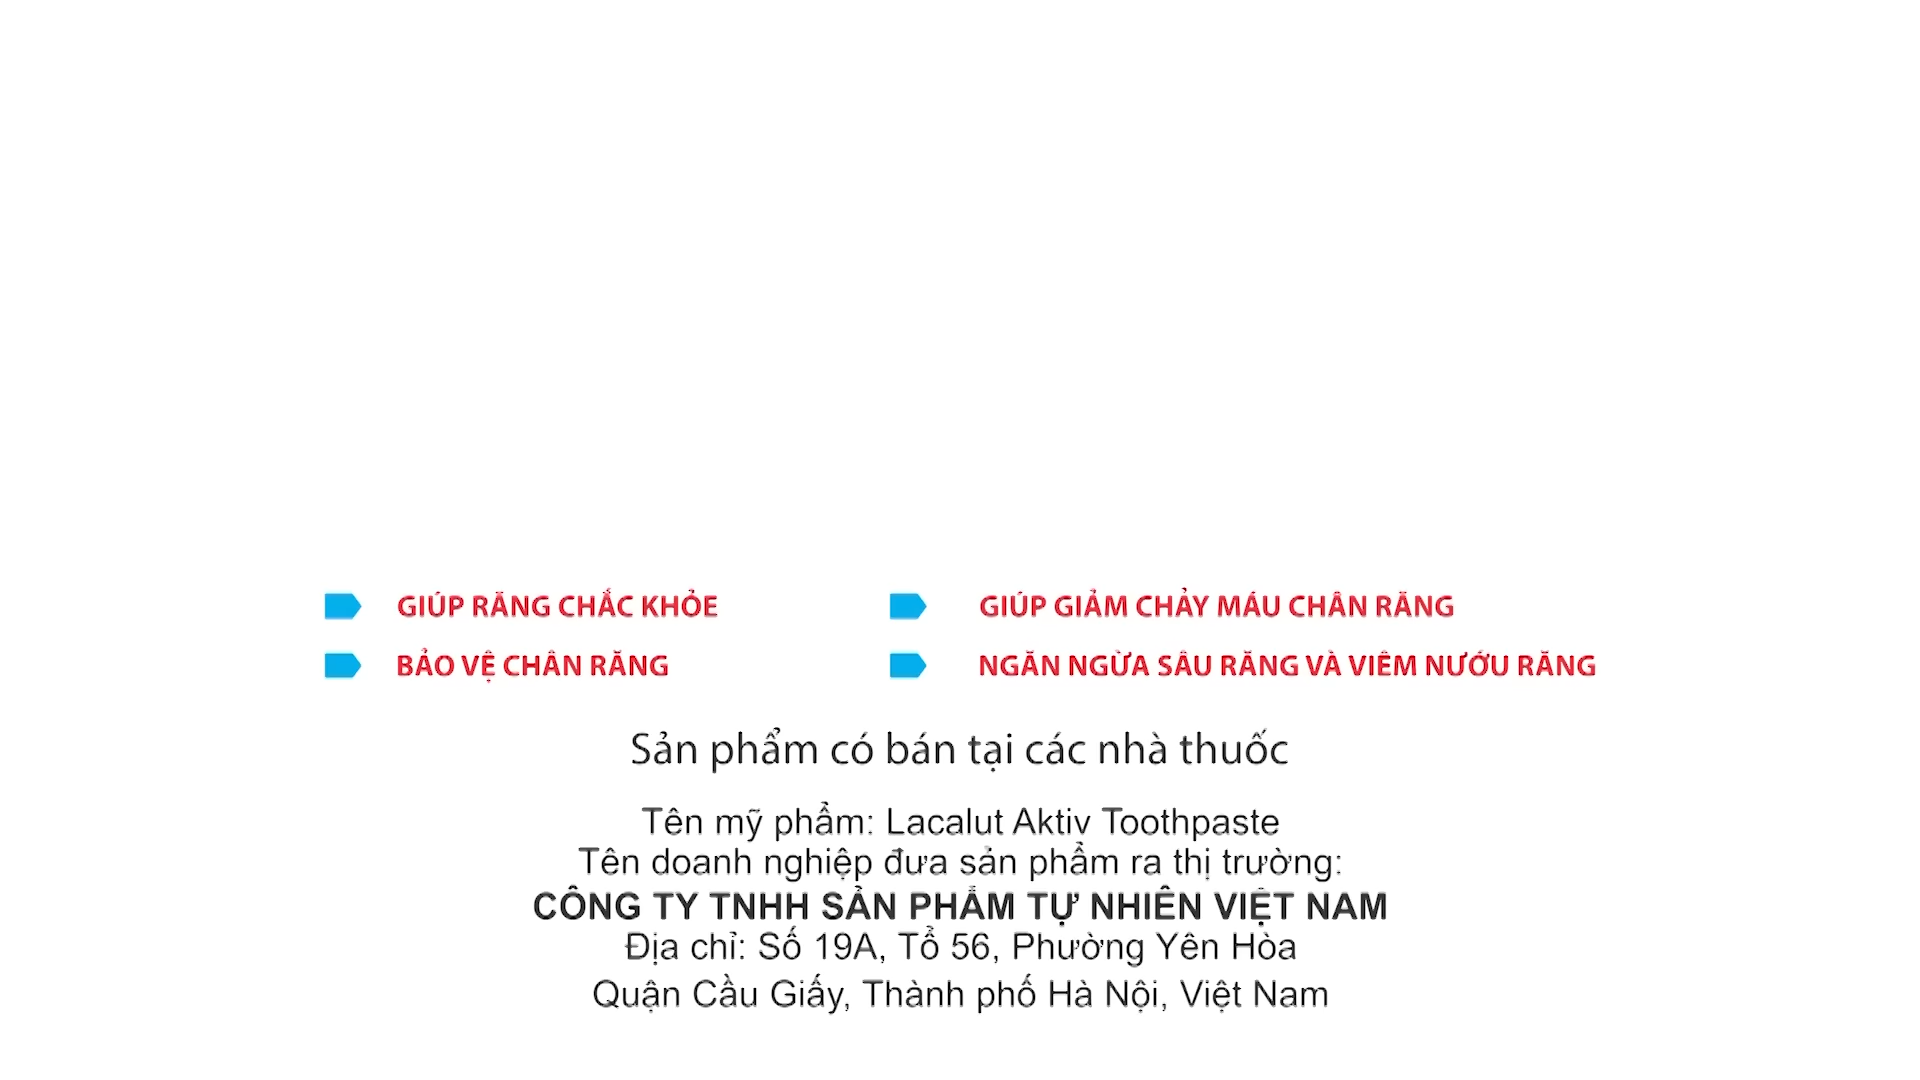 GIÚP RĂNG CHẮC KHỎE
GIÚP GIẢM CHẢY MÁU CHÂN RĂNG
BẢO VỆ CHÂN RĂNG
NGĂN NGỪA SÂU RĂNG VÀ VIÊM NƯỚU RĂNG
Sản phẩm có bán tại các nhà thuốc
Tên mỹ phẩm: Lacalut Aktiv Toothpaste
Tên doanh nghiệp đưa sản phẩm ra thị trường:
CÔNG TY TNHH SẢN PHẨM TỰ NHIÊN VIỆT NAM
Địa chỉ: Số 19A, Tổ 56, Phường Yên Hòa
Quận Cầu Giấy, Thành phố Hà Nội, Việt Nam